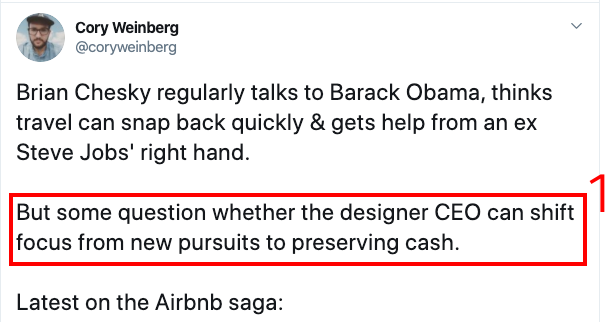 Cory Weinberg
@coryweinberg
Brian Chesky regularly talks to Barack Obama, thinks
travel can snap back quickly & gets help from an ex
Steve Jobs' right hand.
But some question whether the designer CEO can shift
focus from new pursuits to preserving cash.
1
Latest on the Airbnb saga: